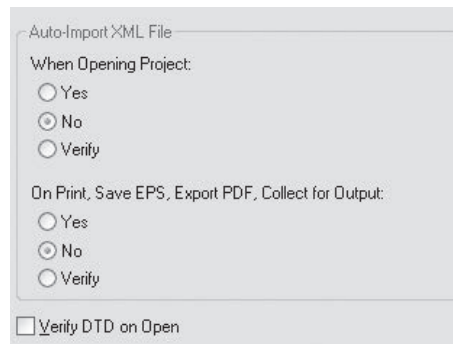 Auto-Import XML File
When Opening Project:
Yes
No
Verify
On Print, Save EPS, Export PDF, Collect for Output:
Yes
No
Verify
Verify DTD on Open